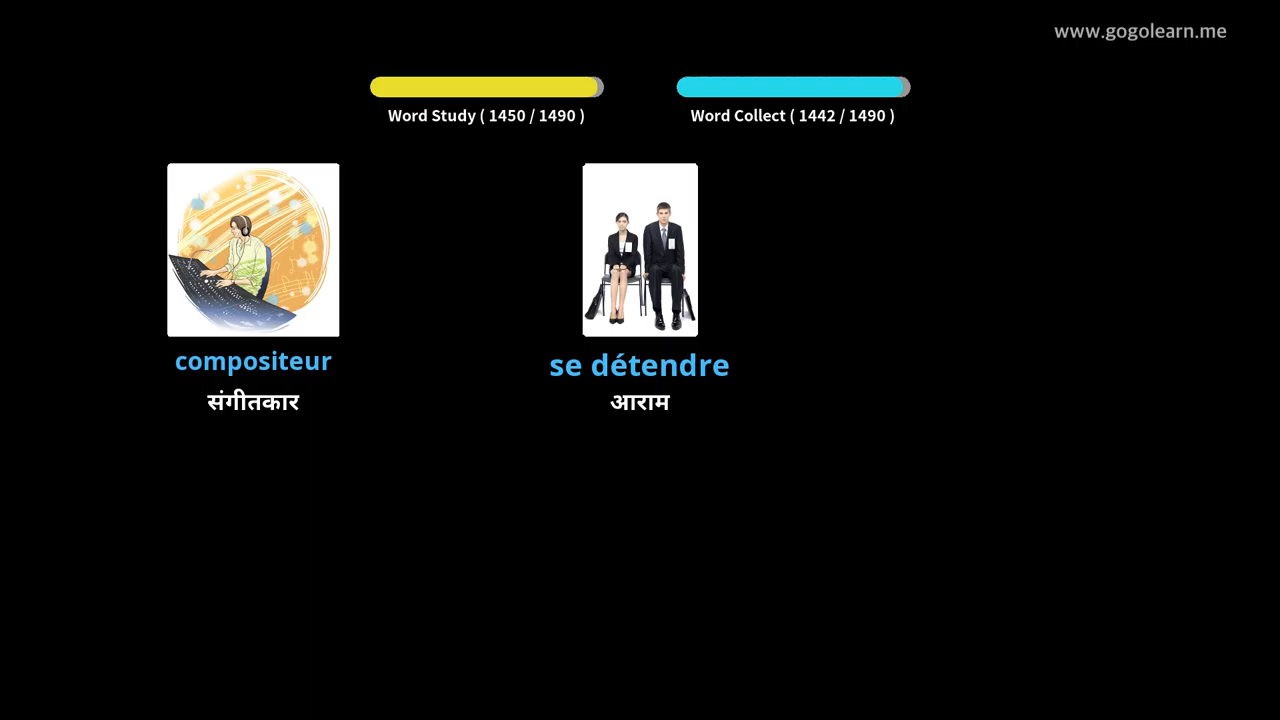 www.gogolearn.me
Word Study ( 1450 / 1490 )
Word Collect ( 1442 / 1490 )
compositeur
संगीतकार
se détendre
आराम